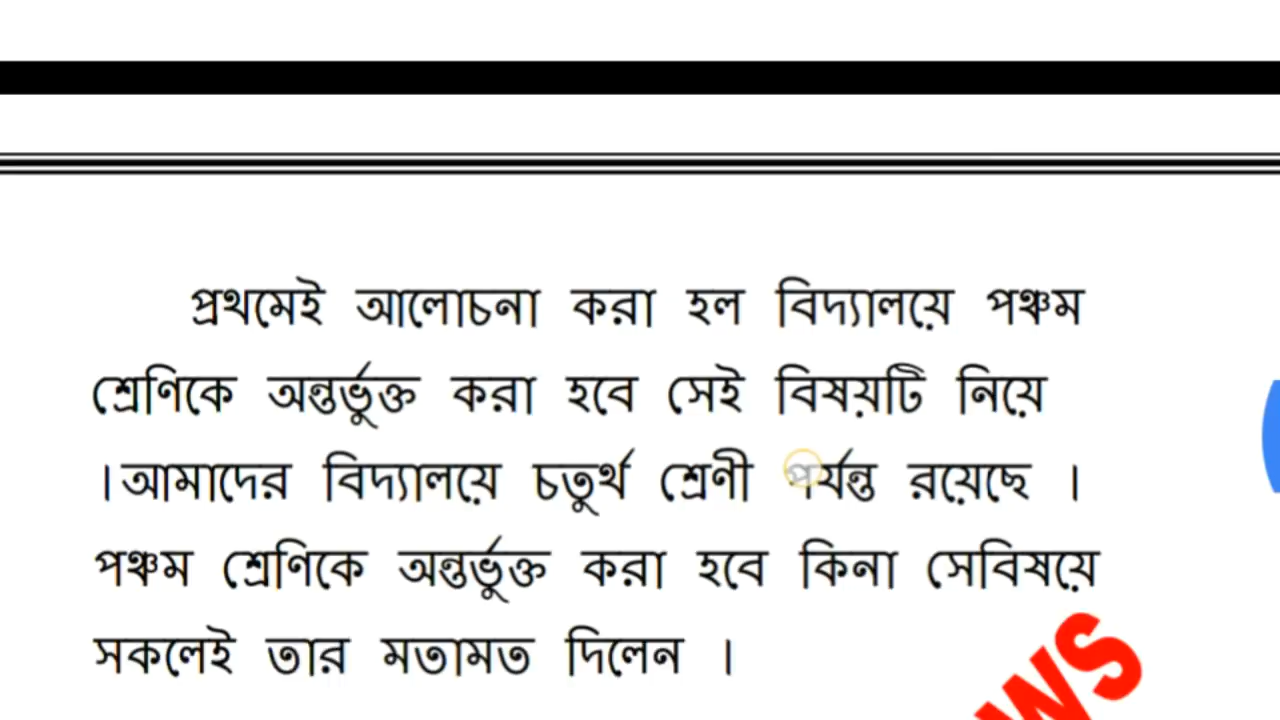 প্রথমেই আলোচনা করা হল বিদ্যালয়ে পঞ্চম
শ্রেণিকে অন্তর্ভুক্ত করা হবে সেই বিষয়টি নিয়ে
।আমাদের বিদ্যালয়ে চতুর্থ শ্রেণী পর্যন্ত রয়েছে ।
পঞ্চম শ্রেণিকে অন্তর্ভুক্ত করা হবে কিনা সেবিষয়ে
সকলেই তার মতামত দিলেন ।